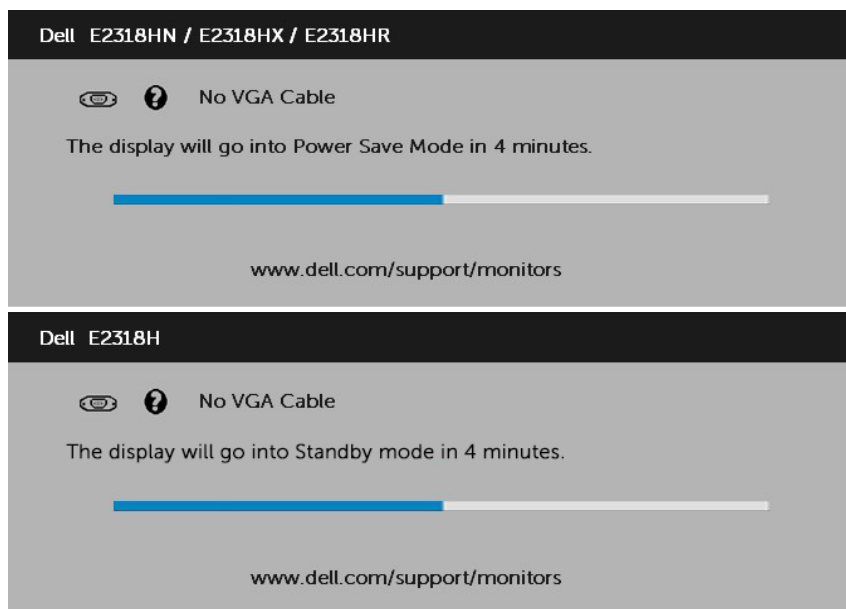 Dell E2318HN / E2318HX / E2318HR
No VGA Cable
The display will go into Power Save Mode in 4 minutes.
www.dell.com/support/monitors
Dell E2318H
No VGA Cable
The display will go into Standby mode in 4 minutes.
www.dell.com/support/monitors